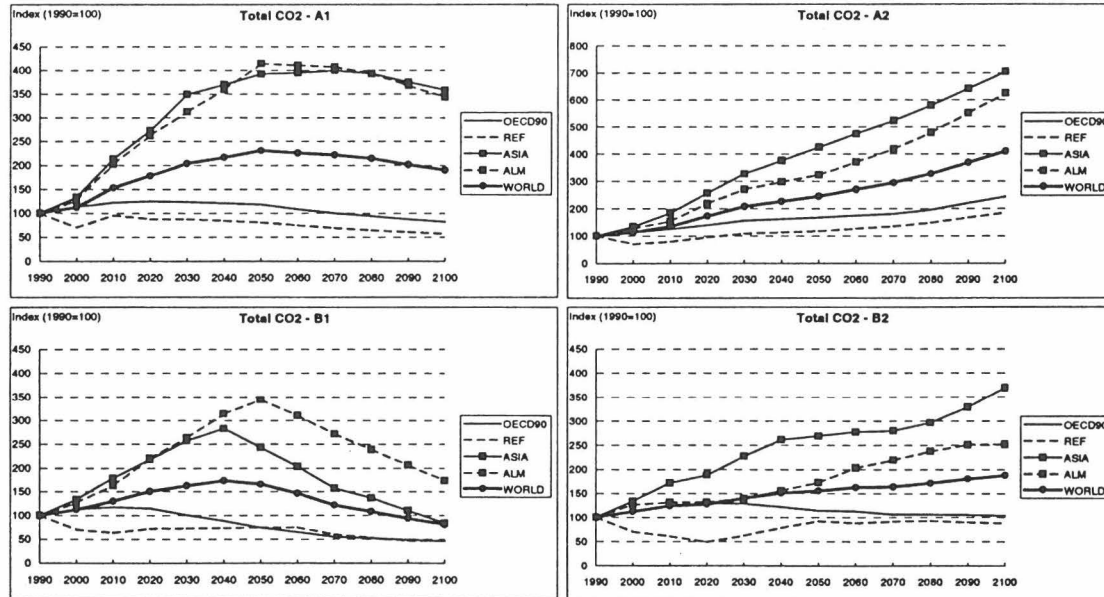 Index (1990=100) Total CO2 - A1
450
400
350
300
250
200
150
100
50
0
1990 2000 2010 2020 2030 2040 2050 2060 2070 2080 2090 2100
OECD90
REF
ASIA
ALM
WORLD
Index (1990=100) Total CO2 - A2
800
700
600
500
400
300
200
100
0
1990 2000 2010 2020 2030 2040 2050 2060 2070 2080 2090 2100
OECD90
REF
ASIA
ALM
WORLD
Index (1990=100) Total CO2 - B1
450
400
350
300
250
200
150
100
50
0
1990 2000 2010 2020 2030 2040 2050 2060 2070 2080 2090 2100
OECD90
REF
ASIA
ALM
WORLD
Index (1990=100) Total CO2 - B2
450
400
350
300
250
200
150
100
50
0
1990 2000 2010 2020 2030 2040 2050 2060 2070 2080 2090 2100
OECD90
REF
ASIA
ALM
WORLD